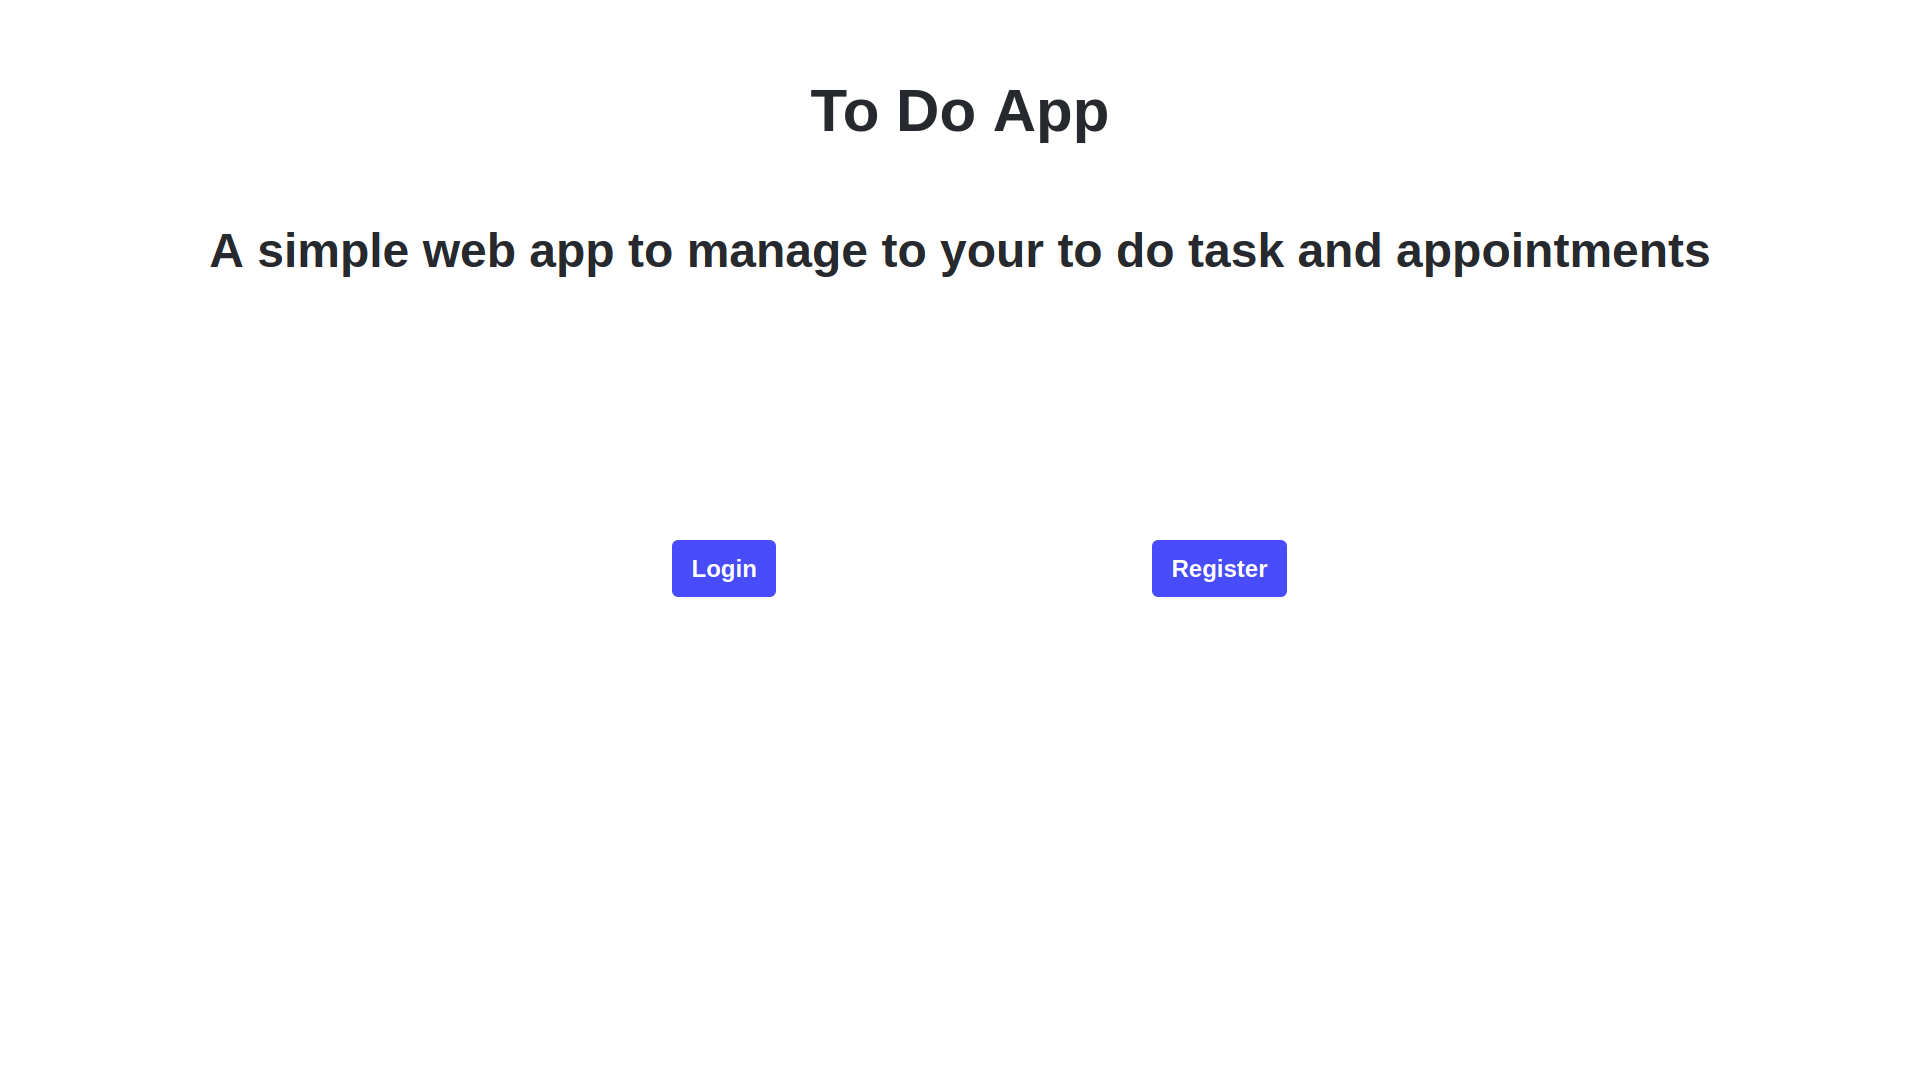 To Do App
A simple web app to manage to your to do task and appointments
Login
Register